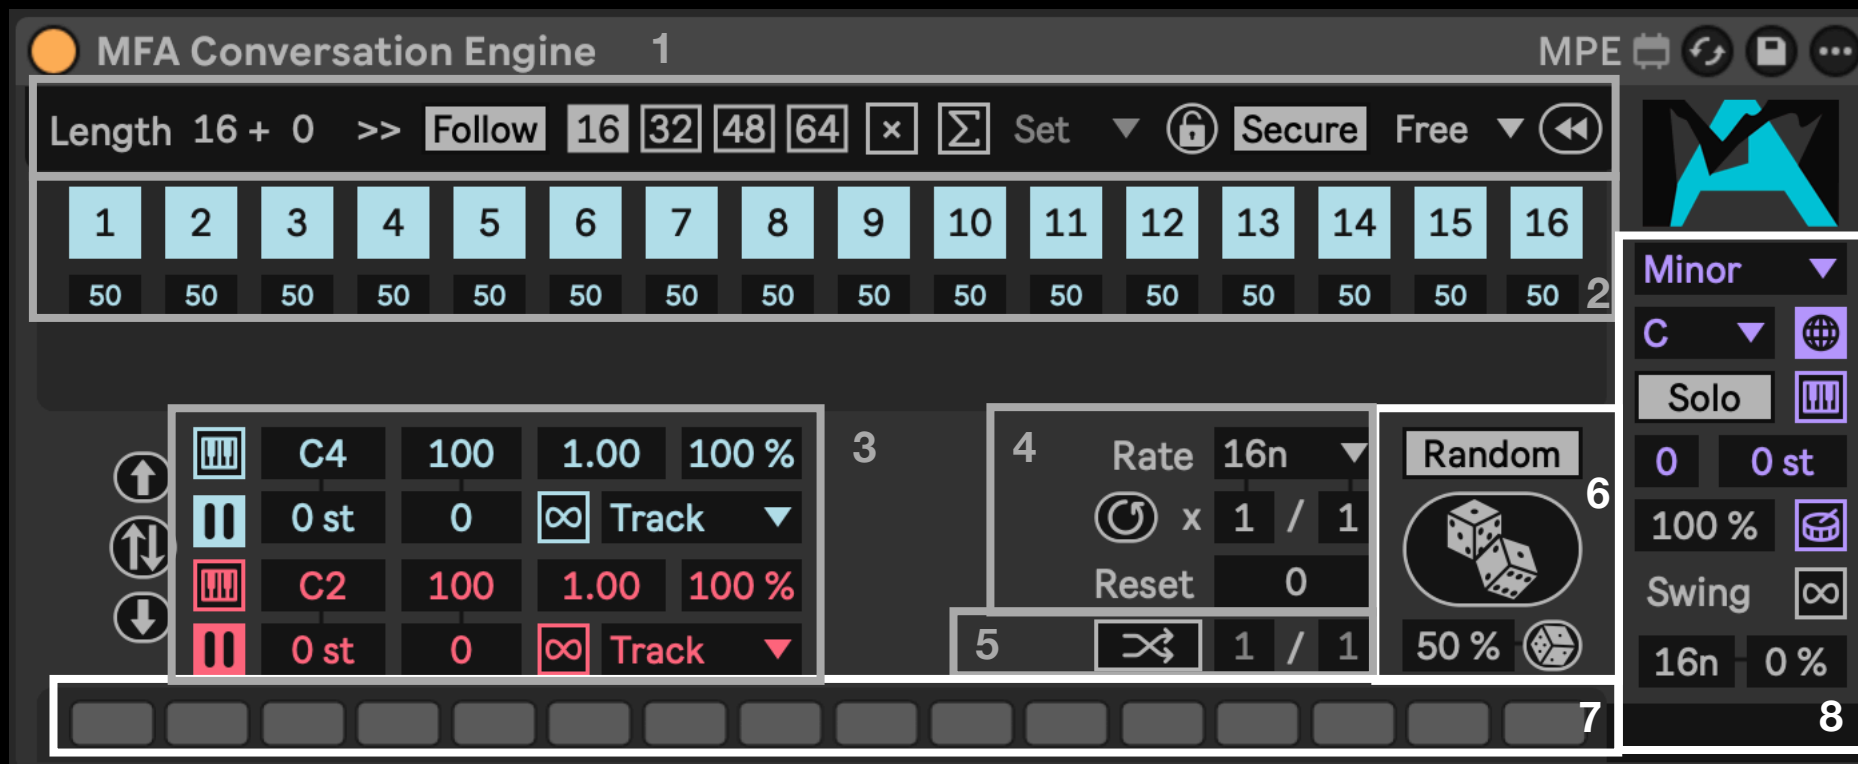 MFA Conversation Engine 1 MPE
Length 16 + 0 >> Follow 16 32 48 64 × Σ Set Secure Free
1 2 3 4 5 6 7 8 9 10 11 12 13 14 15 16
50 50 50 50 50 50 50 50 50 50 50 50 50 50 50 50 2
Minor
C
Solo
0 0 st
100 %
Swing ∞
16n 0 %
8
C4 100 1.00 100 % 3
0 st 0 ∞ Track
C2 100 1.00 100 %
0 st 0 ∞ Track
4 Rate 16n
x 1 / 1
Reset 0
5 1 / 1
Random
6
50 %
7